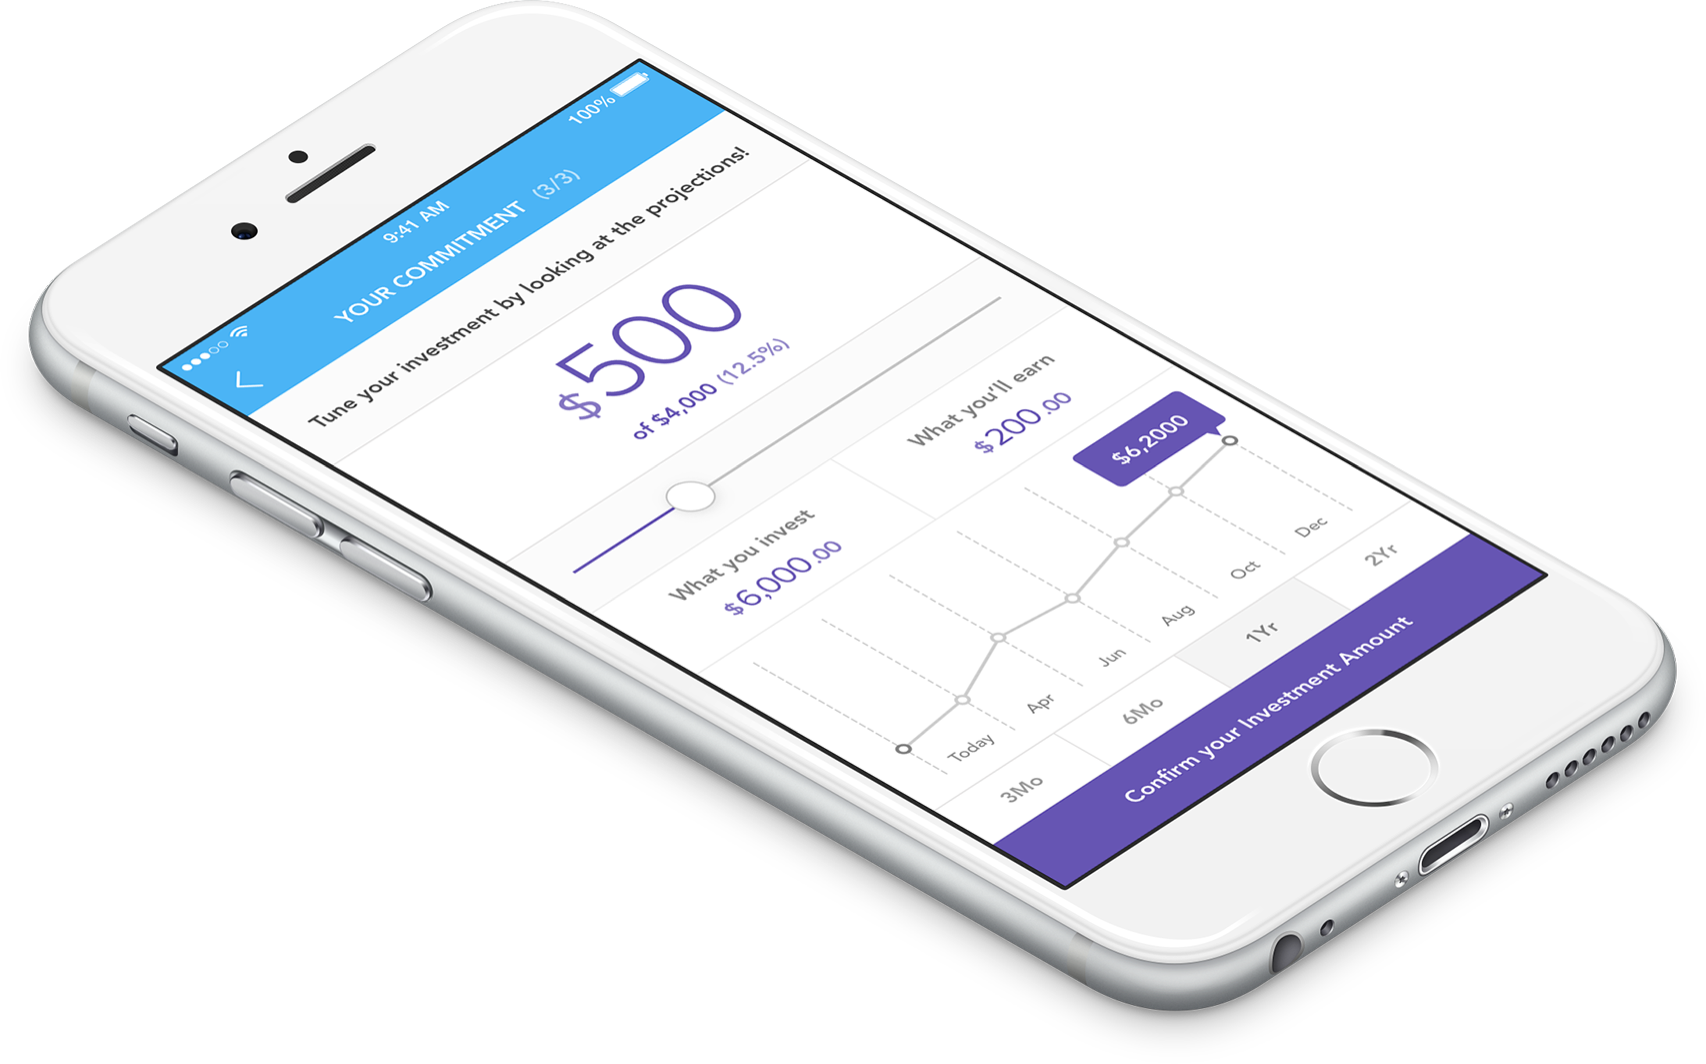 100%
9:41 AM
YOUR COMMITMENT (3/3)
Tune your investment by looking at the projections!
$500
of $4,000 (12.5%)
What you invest
$6,000.00
What you'll earn
$200.00
$6,2000
Today
Apr
Jun
Aug
Oct
Dec
3Mo
6Mo
1Yr
2Yr
Confirm your Investment Amount